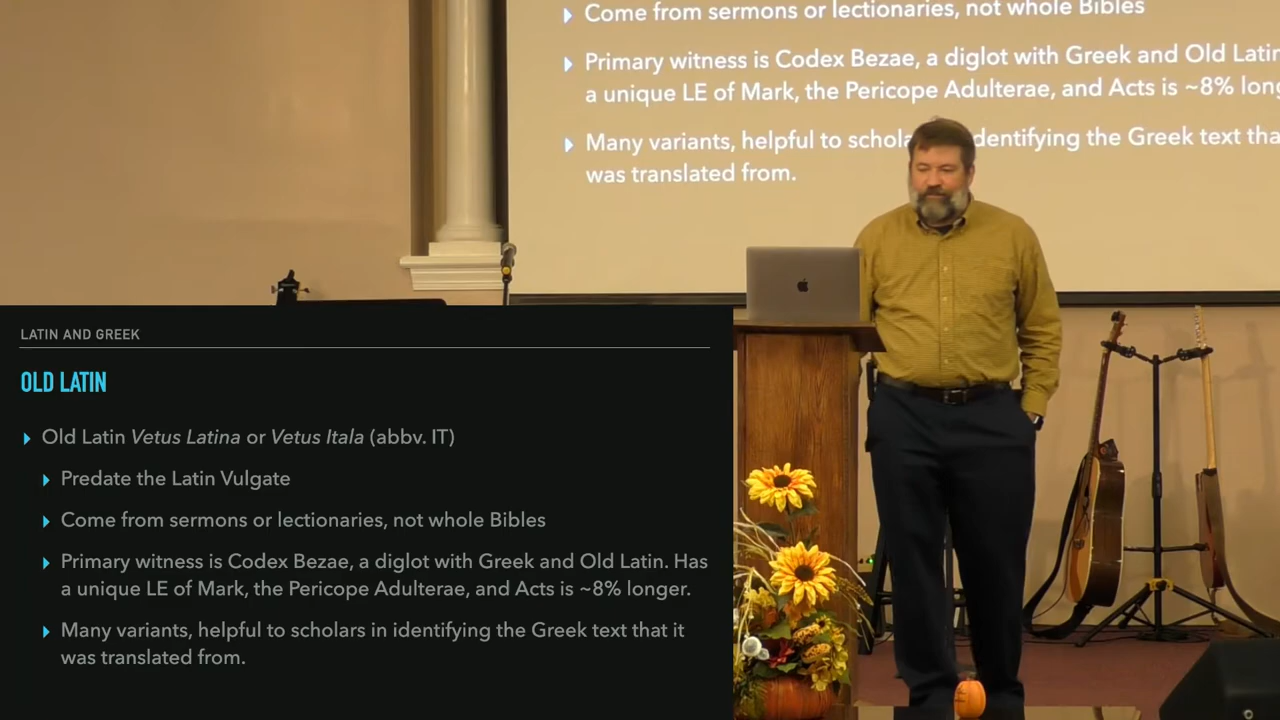 Come from sermons or lectionaries, not whole Bibles
Primary witness is Codex Bezae, a diglot with Greek and Old Latin
a unique LE of Mark, the Pericope Adulterae, and Acts is ~8%
Many variants, helpful to identifying the Greek text
was translated from.
LATIN AND GREEK
OLD LATIN
Old Latin Vetus Latina or Vetus Itala (abbv. IT)
Predate the Latin Vulgate
Come from sermons or lectionaries, not whole Bibles
Primary witness is Codex Bezae, a diglot with Greek and Old Latin. Has
a unique LE of Mark, the Pericope Adulterae, and Acts is ~8% longer.
Many variants, helpful to scholars in identifying the Greek text that it
was translated from.